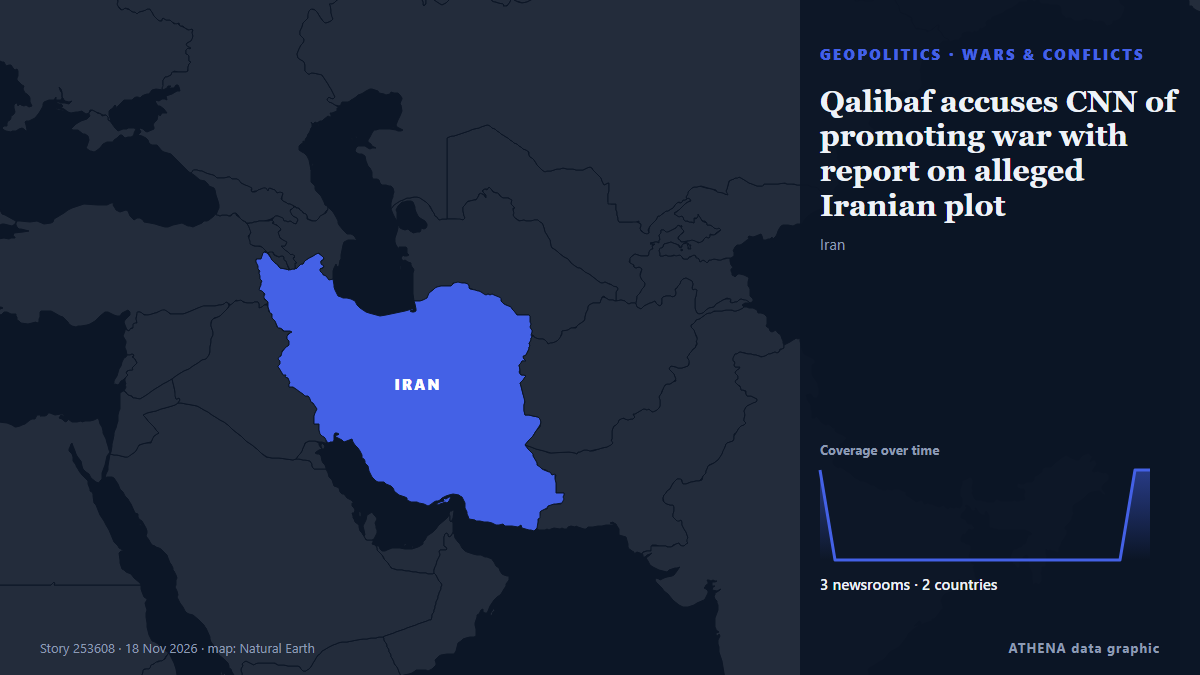 GEOPOLITICS · WARS & CONFLICTS
Qalibaf accuses CNN of
promoting war with
report on alleged
Iranian plot
Iran
IRAN
Coverage over time
3 newsrooms · 2 countries
Story 253608 · 18 Nov 2026 · map: Natural Earth
ATHENA data graphic